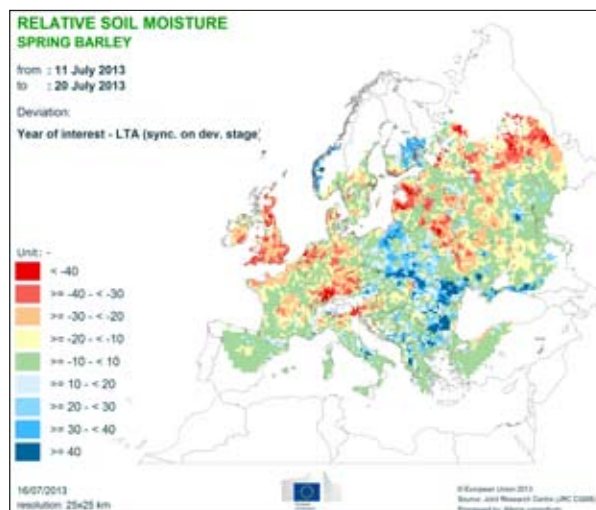 RELATIVE SOIL MOISTURE
SPRING BARLEY
from : 11 July 2013
to : 20 July 2013
Deviation:
Year of interest - LTA (sync. on dev. stage)
Unit: -
< -40
>= -40 - < -30
>= -30 - < -20
>= -20 - < -10
>= -10 - < 10
>= 10 - < 20
>= 20 - < 30
>= 30 - < 40
>= 40
16/07/2013
resolution: 25x25 km
© European Union 2013
Source: Joint Research Centre